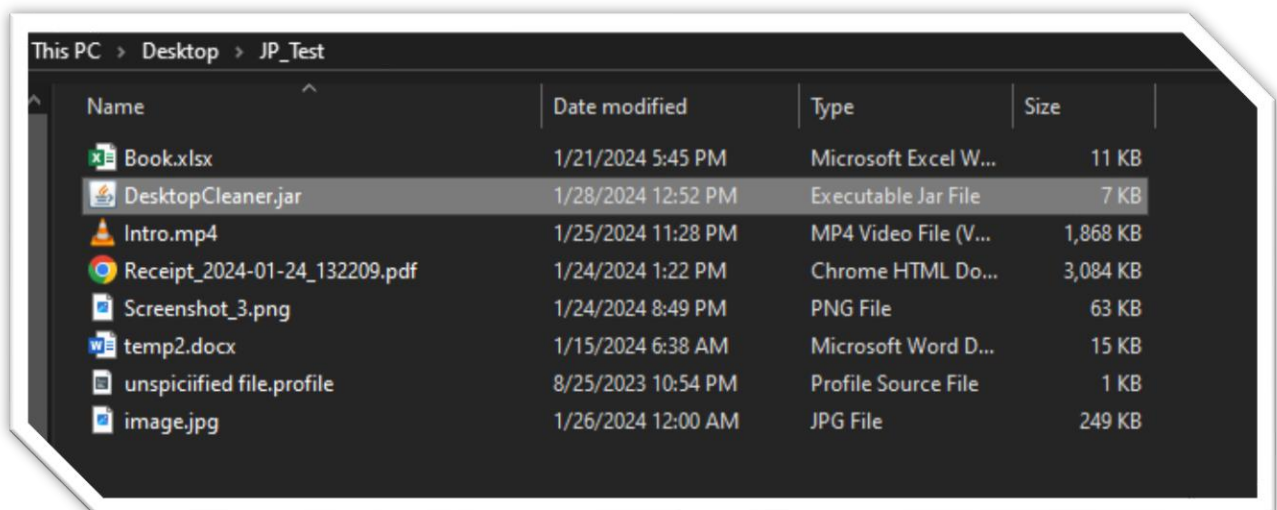 This PC > Desktop > JP_Test
Name Date modified Type Size
Book.xlsx 1/21/2024 5:45 PM Microsoft Excel W... 11 KB
DesktopCleaner.jar 1/28/2024 12:52 PM Executable Jar File 7 KB
Intro.mp4 1/25/2024 11:28 PM MP4 Video File (V... 1,868 KB
Receipt_2024-01-24_132209.pdf 1/24/2024 1:22 PM Chrome HTML Do... 3,084 KB
Screenshot_3.png 1/24/2024 8:49 PM PNG File 63 KB
temp2.docx 1/15/2024 6:38 AM Microsoft Word D... 15 KB
unspiciified file.profile 8/25/2023 10:54 PM Profile Source File 1 KB
image.jpg 1/26/2024 12:00 AM JPG File 249 KB